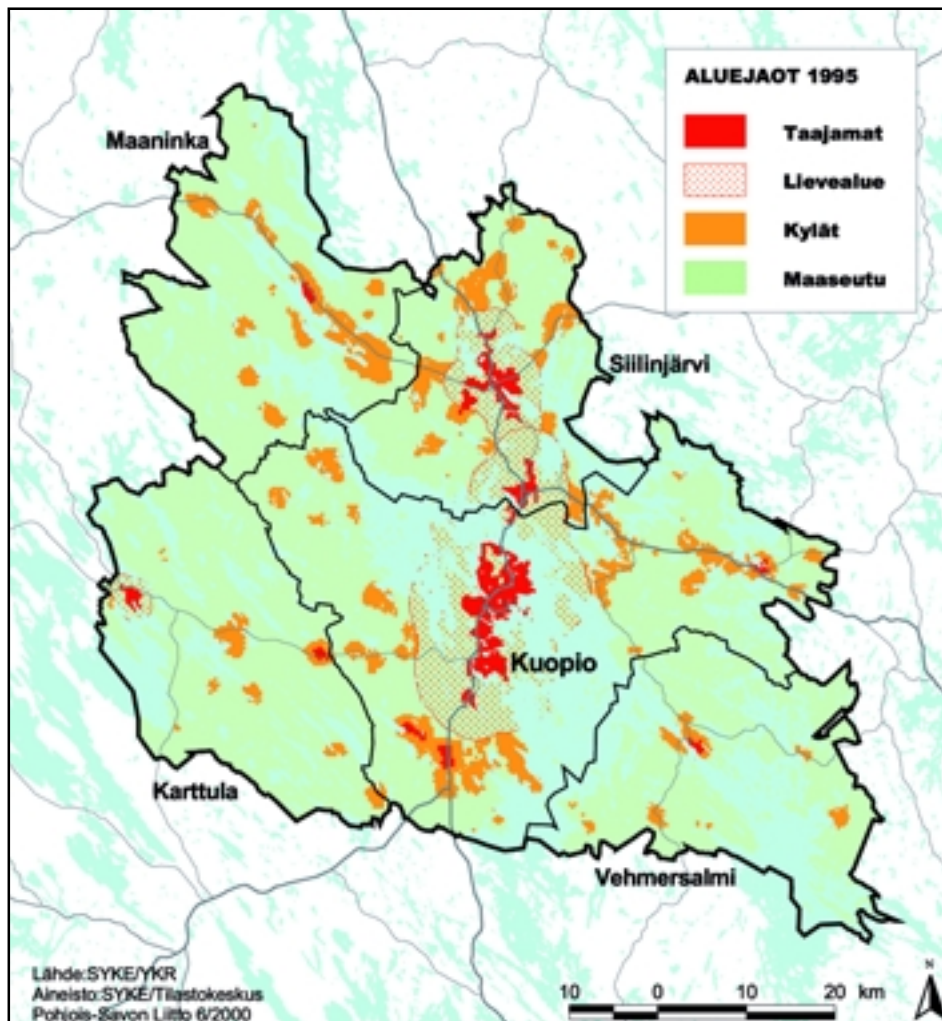 ALUEJAOT 1995
Taajamat
Lievealue
Kylät
Maaseutu
Maaninka
Siilinjärvi
Kuopio
Karttula
Vehmersalmi
Lähde:SYKE/YKR
Aineisto:SYKE/Tilastokeskus
Pohjois-Savon Liitto 6/2000
10 0 10 20 km
N